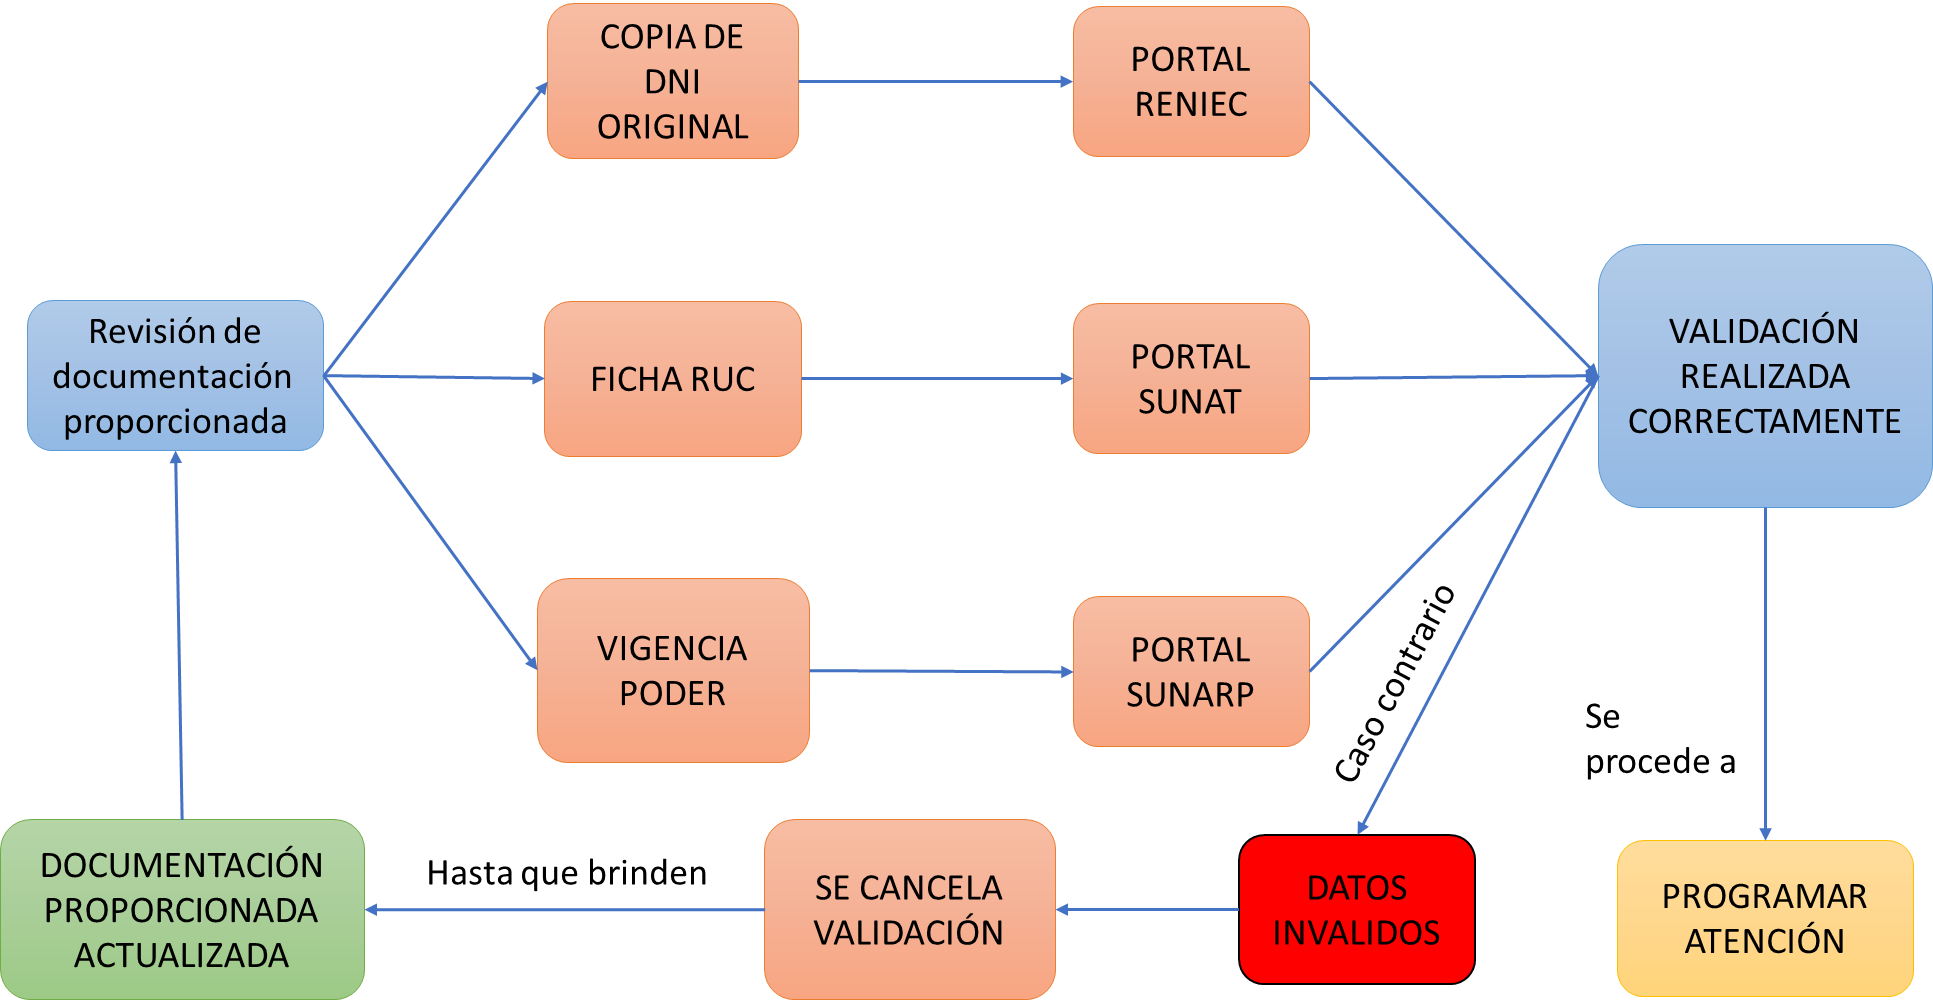 COPIA DE
DNI
ORIGINAL
PORTAL
RENIEC
Revisión de
documentación
proporcionada
FICHA RUC
PORTAL
SUNAT
VALIDACIÓN
REALIZADA
CORRECTAMENTE
VIGENCIA
PODER
PORTAL
SUNARP
Caso contrario
Se
procede a
DOCUMENTACIÓN
PROPORCIONADA
ACTUALIZADA
Hasta que brinden
SE CANCELA
VALIDACIÓN
DATOS
INVALIDOS
PROGRAMAR
ATENCIÓN